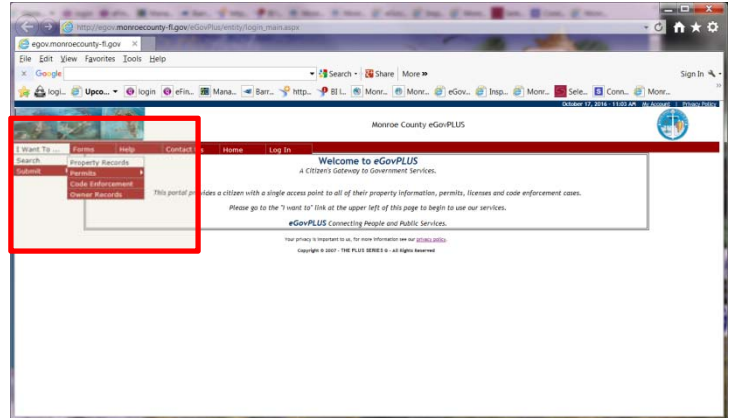 http://egov.monroecounty-fl.gov/eGovPlus/entity/login_main.aspx
egov.monroecounty-fl.gov
File Edit View Favorites Tools Help
Google Search Share More Sign In
logi... Upco... login eFin... Mana... Barr... http... BI I... Monr... Monr... eGov... Insp... Monr... Sele... Conn... Monr...
October 17, 2016 - 11:03 AM My Account | Privacy Policy
Monroe County eGovPLUS
I Want To ... Forms Help Contact Us Home Log In
Search
Submit
Property Records
Permits
Code Enforcement
Owner Records
Welcome to eGovPLUS
A Citizen's Gateway to Government Services.
This portal provides a citizen with a single access point to all of their property information, permits, licenses and code enforcement cases.
Please go to the "I want to" link at the upper left of this page to begin to use our services.
eGovPLUS Connecting People and Public Services.
Your privacy is important to us, for more information see our privacy policy.
Copyright © 2007 - THE PLUS SERIES ® - All Rights Reserved